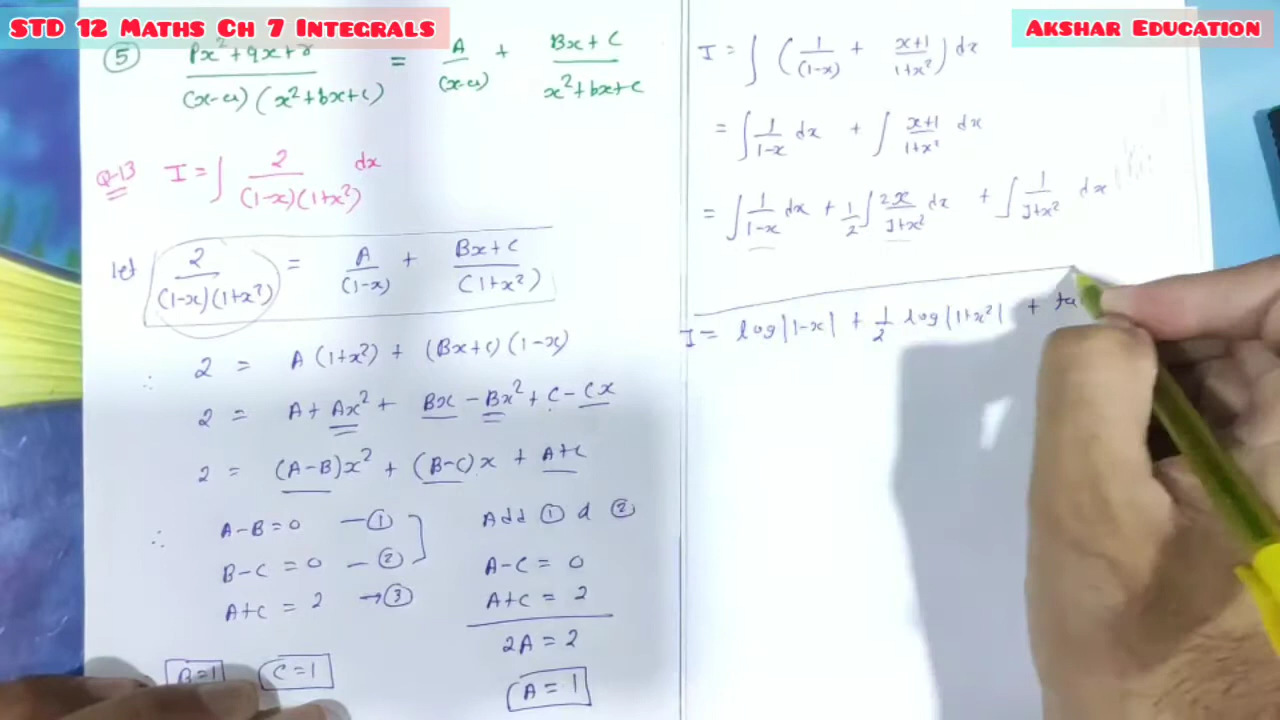 STD 12 Maths Ch 7 Integrals
Akshar Education
⑤ (Px²+qx+r)/((x-a)(x²+bx+c)) = A/(x-a) + (Bx+C)/(x²+bx+c)
Q-13 I = ∫ 2/((1-x)(1+x²)) dx
let 2/((1-x)(1+x²)) = A/(1-x) + (Bx+C)/(1+x²)
∴ 2 = A(1+x²) + (Bx+C)(1-x)
2 = A + Ax² + Bx - Bx² + C - Cx
2 = (A-B)x² + (B-C)x + A+C
∴ A-B=0 —①
B-C=0 —②
A+C=2 →③
B=1 C=1
Add ① d ②
A-C = 0
A+C = 2
2A = 2
A = 1
I = ∫(1/(1-x) + (x+1)/(1+x²)) dx
= ∫ 1/(1-x) dx + ∫ (x+1)/(1+x²) dx
= ∫ 1/(1-x) dx + 1/2 ∫ 2x/(1+x²) dx + ∫ 1/(1+x²) dx
I = log|1-x| + 1/2 log|1+x²| +